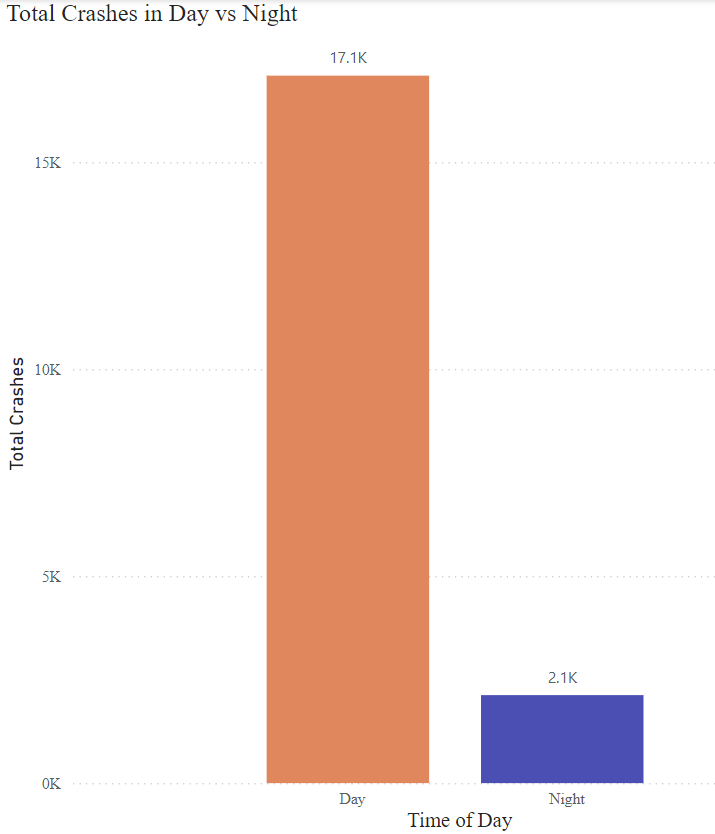 Total Crashes in Day vs Night
17.1K
15K
Total Crashes
10K
5K
2.1K
0K
Day
Night
Time of Day